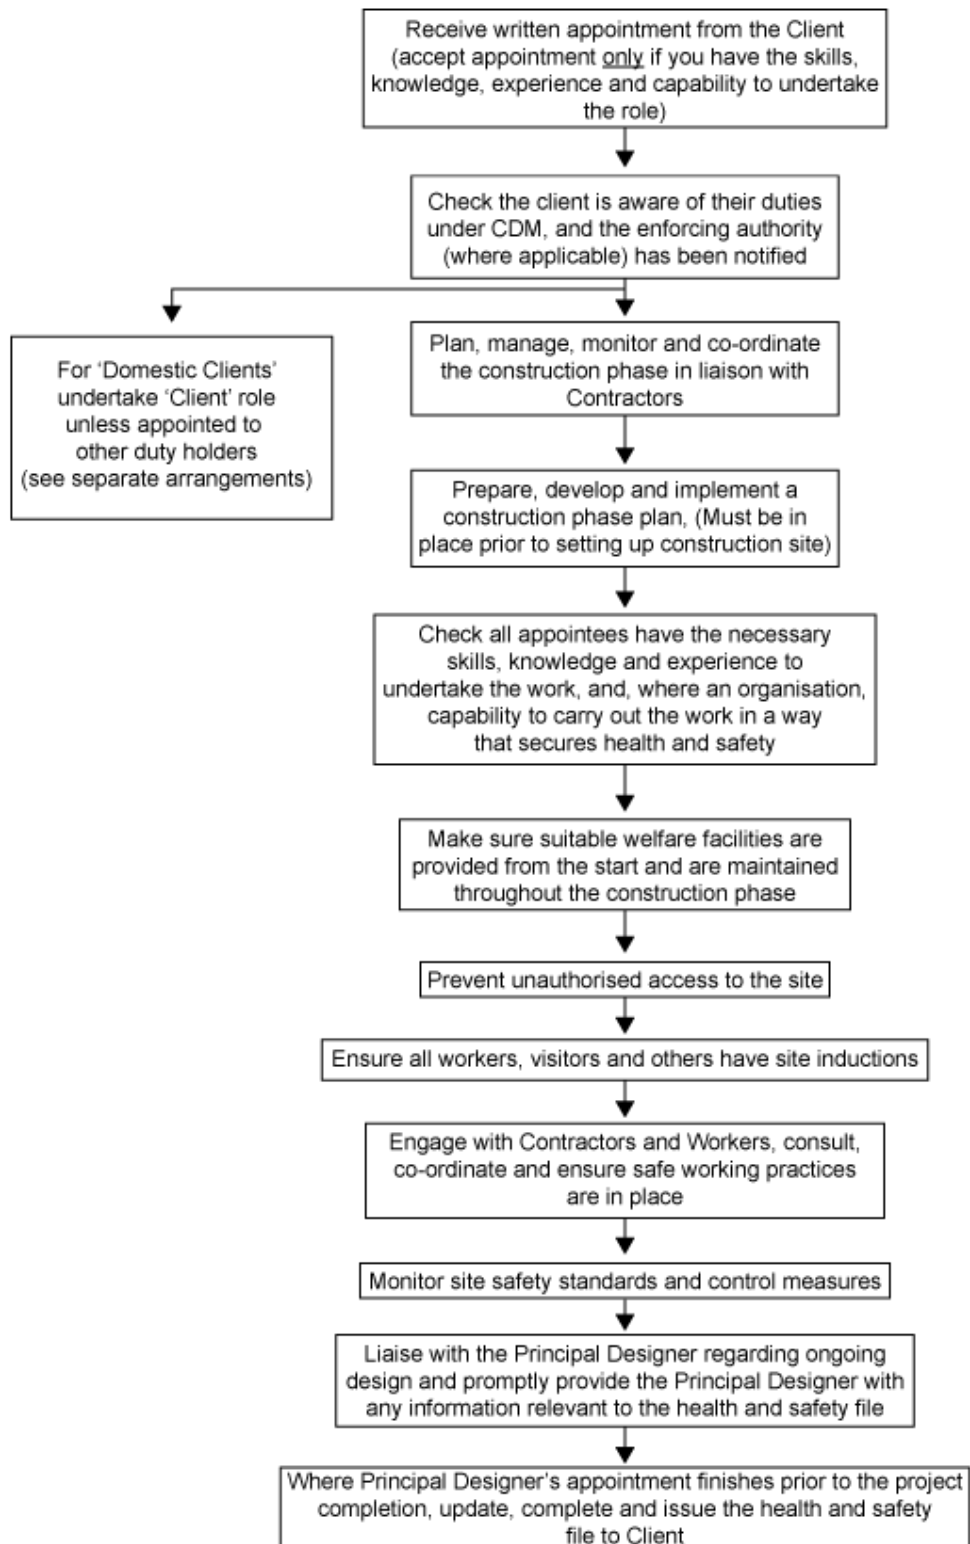 Receive written appointment from the Client
(accept appointment only if you have the skills,
knowledge, experience and capability to undertake
the role)
Check the client is aware of their duties
under CDM, and the enforcing authority
(where applicable) has been notified
For ‘Domestic Clients’
undertake ‘Client’ role
unless appointed to
other duty holders
(see separate arrangements)
Plan, manage, monitor and co-ordinate
the construction phase in liaison with
Contractors
Prepare, develop and implement a
construction phase plan, (Must be in
place prior to setting up construction site)
Check all appointees have the necessary
skills, knowledge and experience to
undertake the work, and, where an organisation,
capability to carry out the work in a way
that secures health and safety
Make sure suitable welfare facilities are
provided from the start and are maintained
throughout the construction phase
Prevent unauthorised access to the site
Ensure all workers, visitors and others have site inductions
Engage with Contractors and Workers, consult,
co-ordinate and ensure safe working practices
are in place
Monitor site safety standards and control measures
Liaise with the Principal Designer regarding ongoing
design and promptly provide the Principal Designer with
any information relevant to the health and safety file
Where Principal Designer’s appointment finishes prior to the project
completion, update, complete and issue the health and safety
file to Client